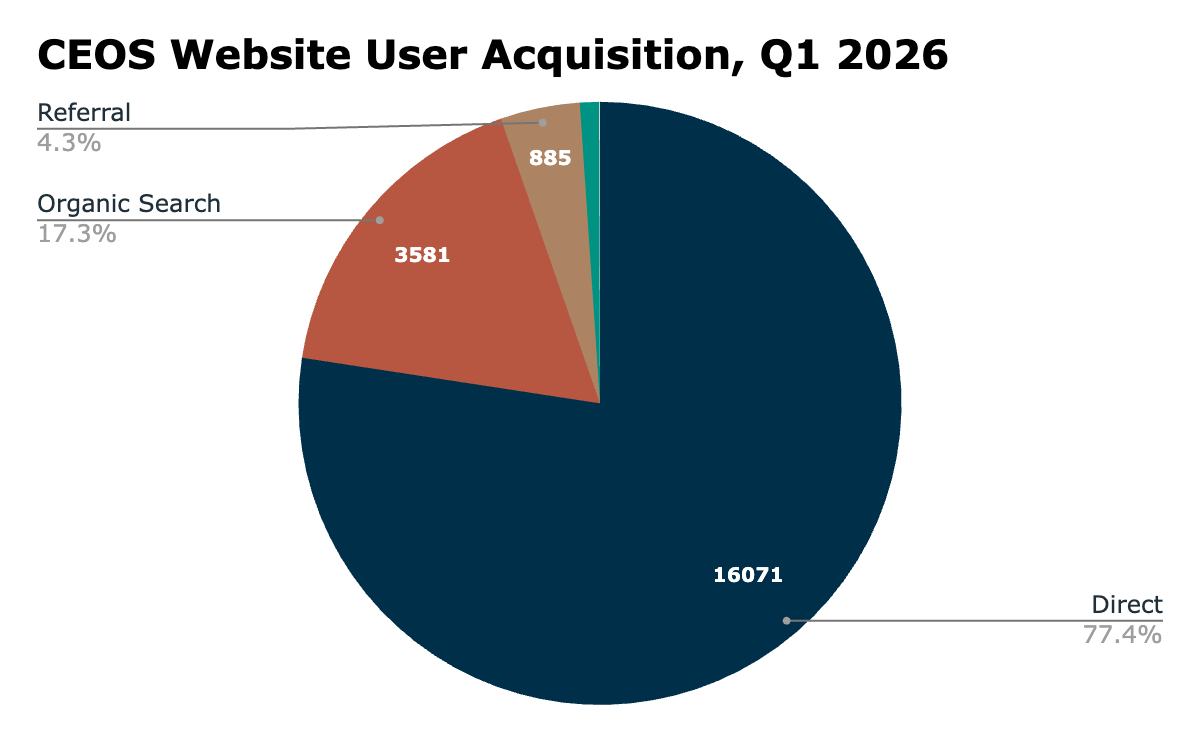 CEOS Website User Acquisition, Q1 2026
Referral
4.3%
885
Organic Search
17.3%
3581
16071
Direct
77.4%